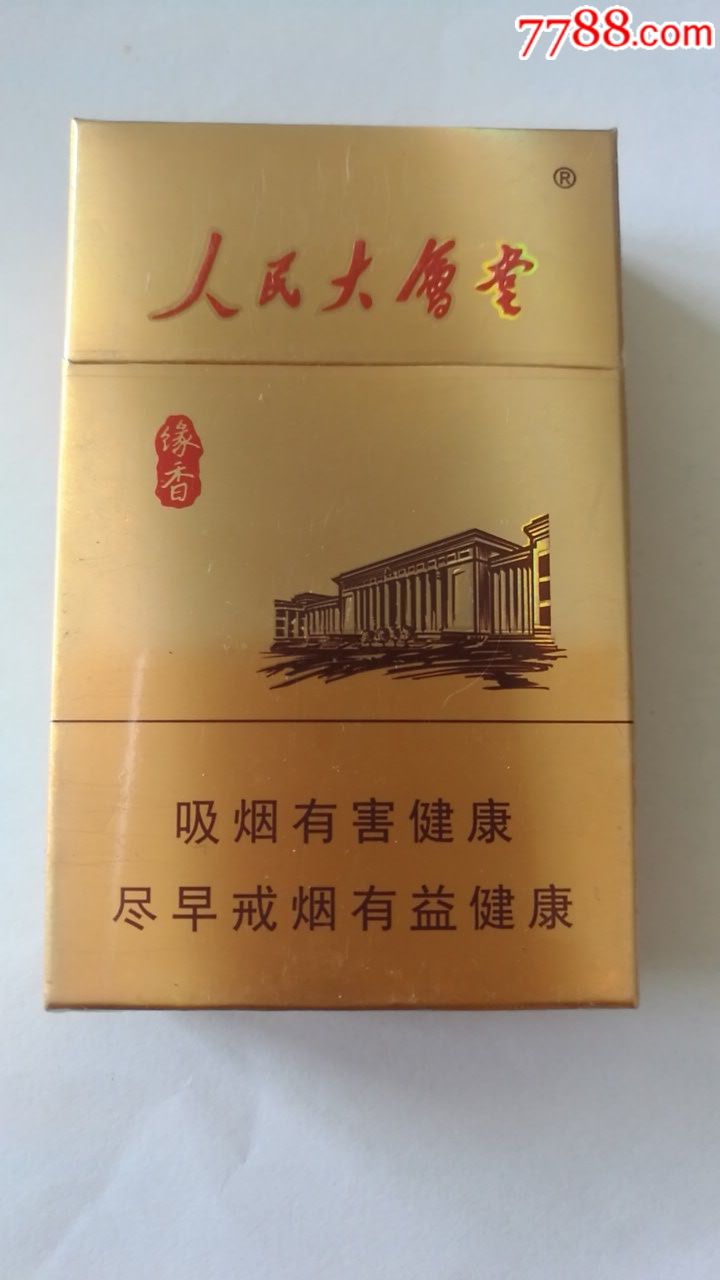 7788.com
®
人民大會堂
缘香
吸烟有害健康
尽早戒烟有益健康